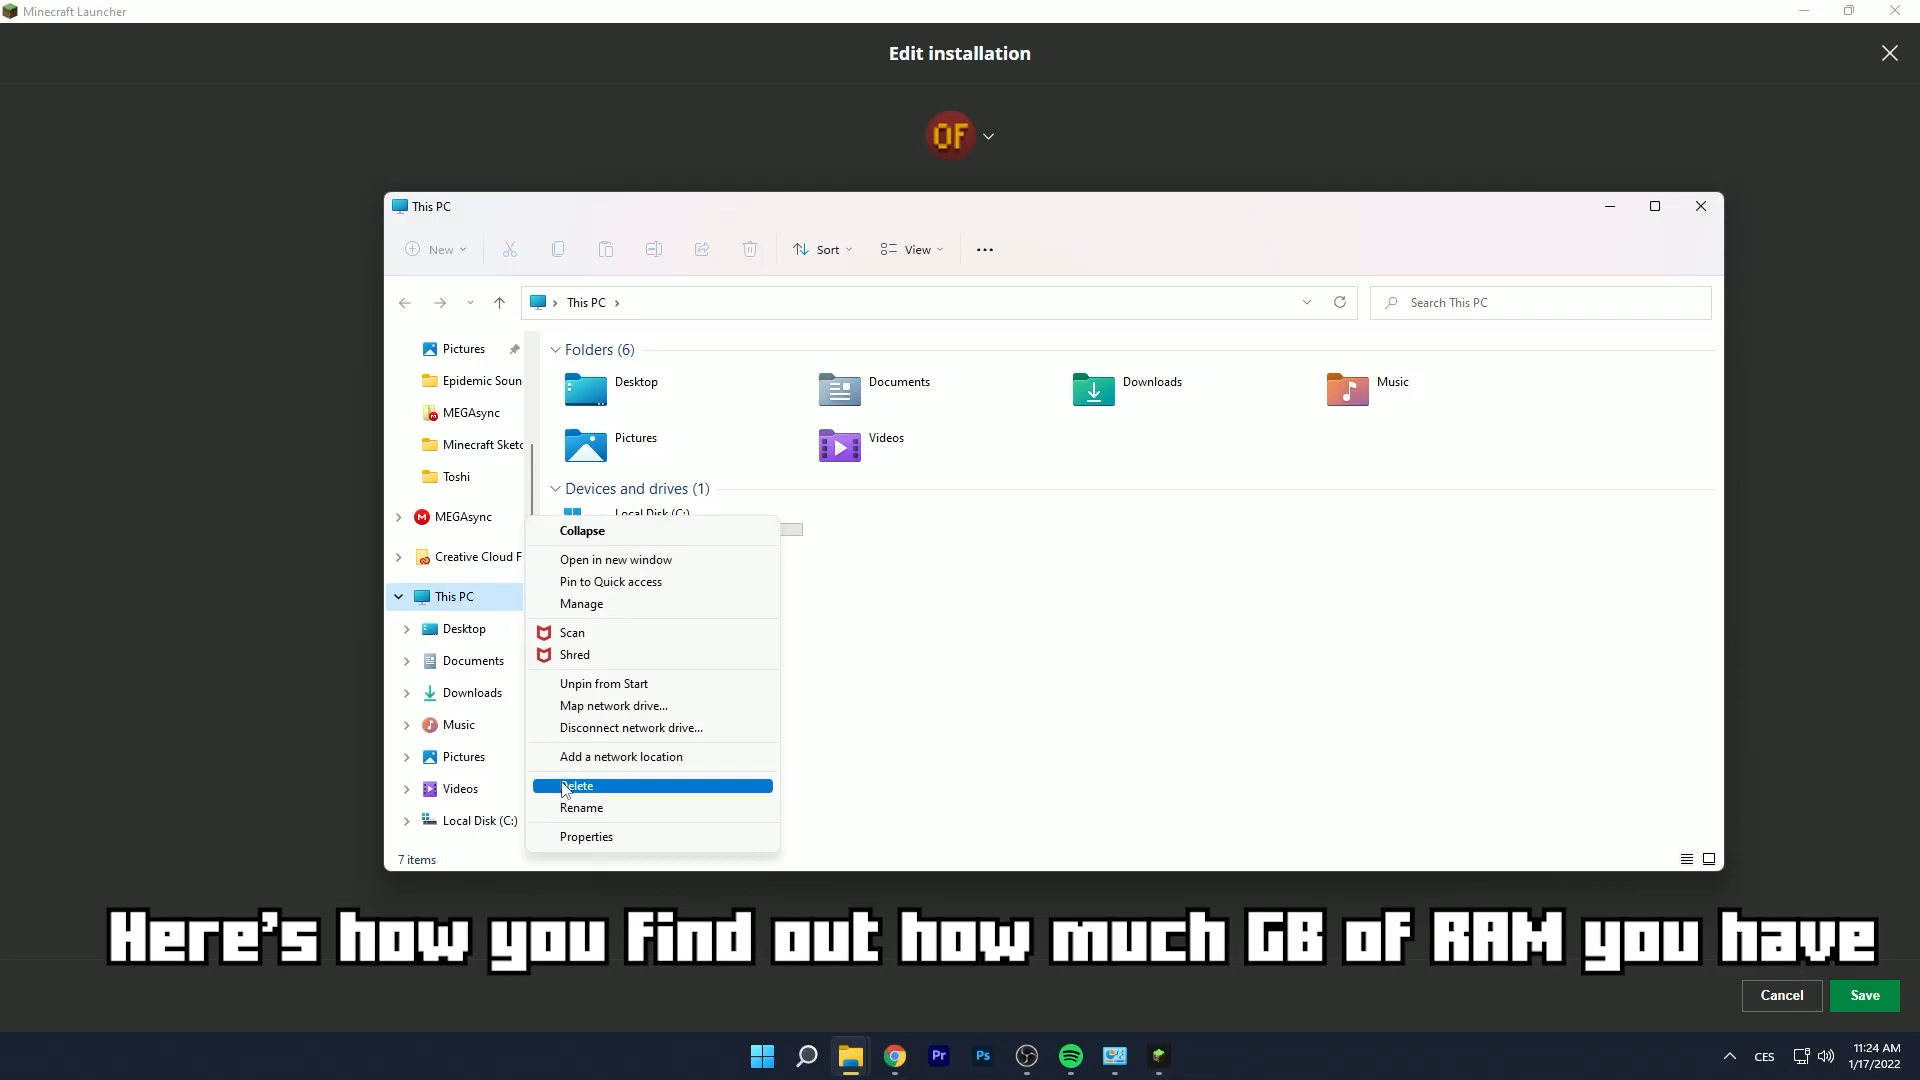 Minecraft Launcher
Edit installation
OF
This PC
New
Sort
View
This PC
Search This PC
Pictures
Epidemic Soun
MEGAsync
Minecraft Sketc
Toshi
MEGAsync
Creative Cloud F
This PC
Desktop
Documents
Downloads
Music
Pictures
Videos
Local Disk (C:)
7 items
Folders (6)
Desktop
Documents
Downloads
Music
Pictures
Videos
Devices and drives (1)
Local Disk (C:)
Collapse
Open in new window
Pin to Quick access
Manage
Scan
Shred
Unpin from Start
Map network drive...
Disconnect network drive...
Add a network location
Delete
Rename
Properties
Here's how you find out how much GB of RAM you have
Cancel
Save
Pr
Ps
CES
11:24 AM
1/17/2022